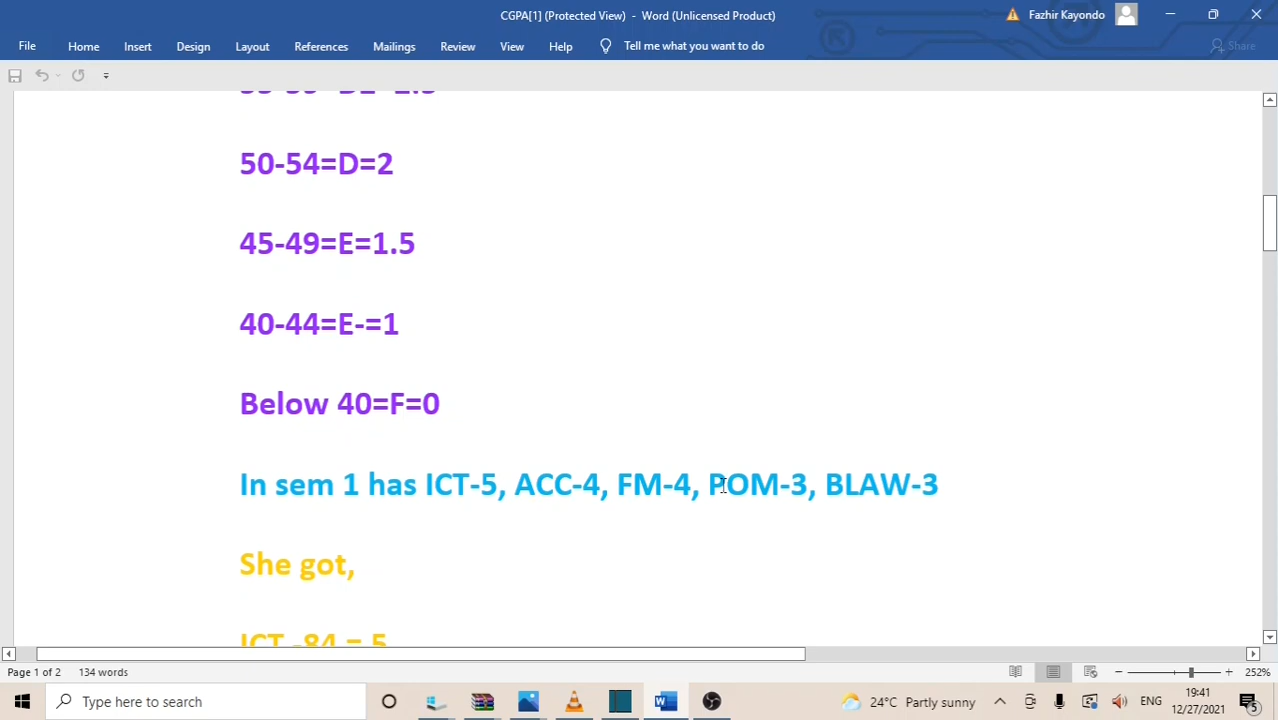 CGPA[1] (Protected View) - Word (Unlicensed Product)
Fazhir Kayondo
File Home Insert Design Layout References Mailings Review View Help Tell me what you want to do Share
50-54=D=2
45-49=E=1.5
40-44=E-=1
Below 40=F=0
In sem 1 has ICT-5, ACC-4, FM-4, POM-3, BLAW-3
She got,
ICT -84 = 5
Page 1 of 2 134 words 252%
Type here to search
24°C Partly sunny
ENG
19:41
12/27/2021
5